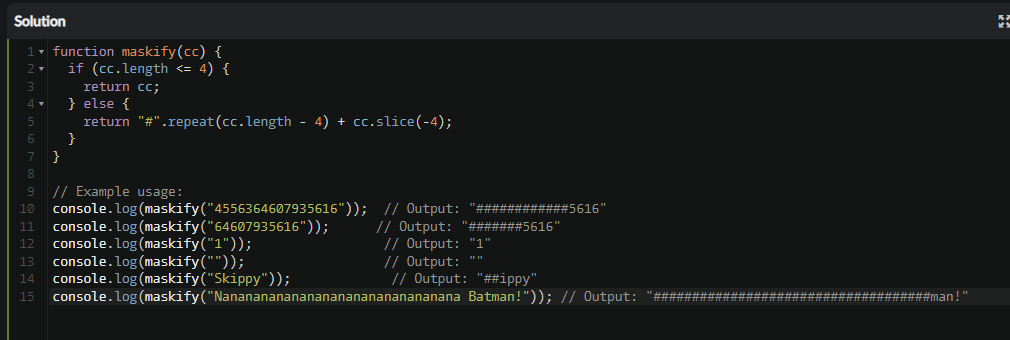 Solution
1 function maskify(cc) {
2 if (cc.length <= 4) {
3 return cc;
4 } else {
5 return "#".repeat(cc.length - 4) + cc.slice(-4);
6 }
7 }
8
9 // Example usage:
10 console.log(maskify("4556364607935616")); // Output: "############5616"
11 console.log(maskify("64607935616")); // Output: "#######5616"
12 console.log(maskify("1")); // Output: "1"
13 console.log(maskify("")); // Output: ""
14 console.log(maskify("Skippy")); // Output: "##ippy"
15 console.log(maskify("Nananananananananananananananana Batman!")); // Output: "####################################man!"